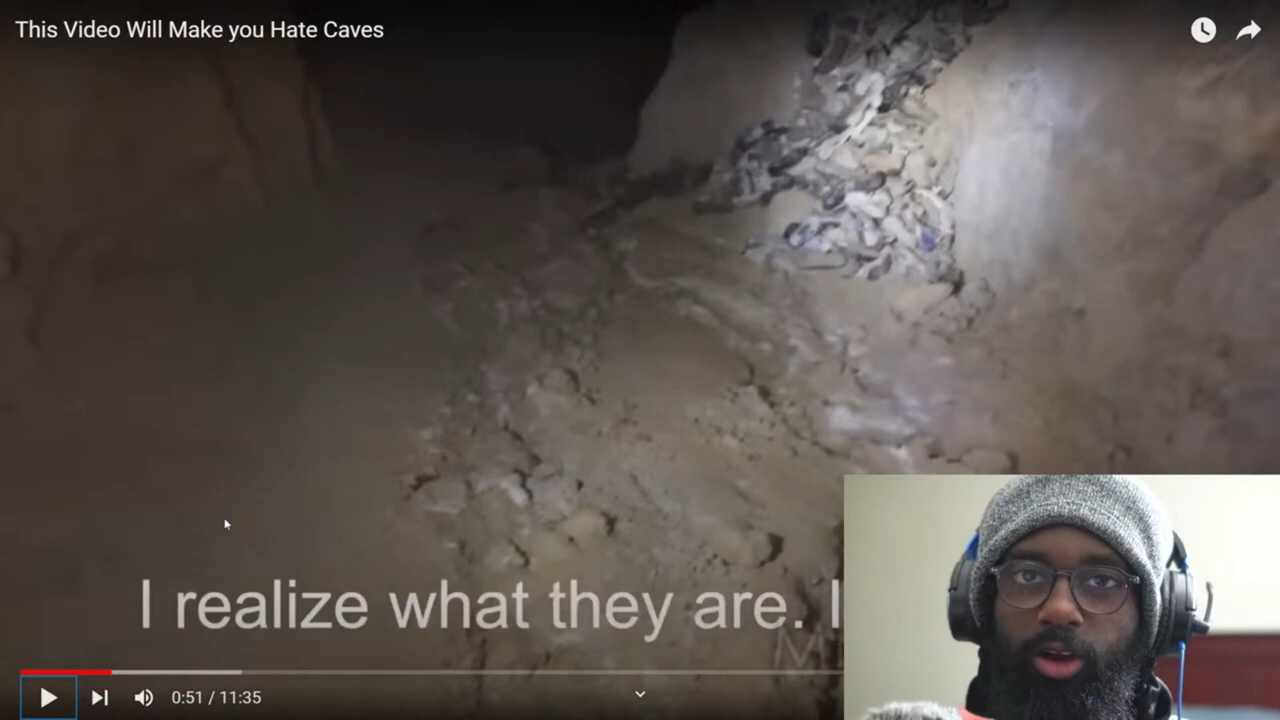 This Video Will Make you Hate Caves
I realize what they are. I
0:51 / 11:35